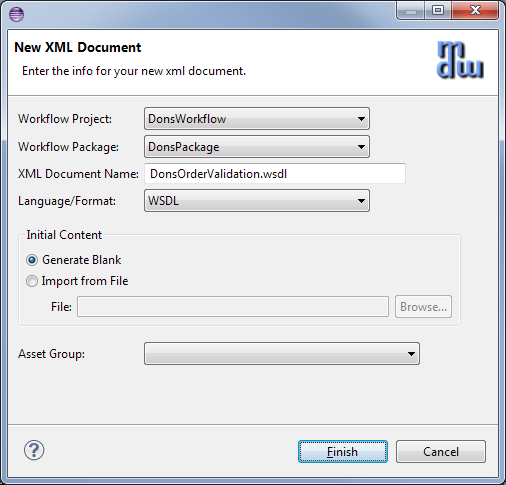 New XML Document
Enter the info for your new xml document.
mdw
Workflow Project: DonsWorkflow
Workflow Package: DonsPackage
XML Document Name: DonsOrderValidation.wsdl
Language/Format: WSDL
Initial Content
Generate Blank
Import from File
File: Browse...
Asset Group:
? Finish Cancel